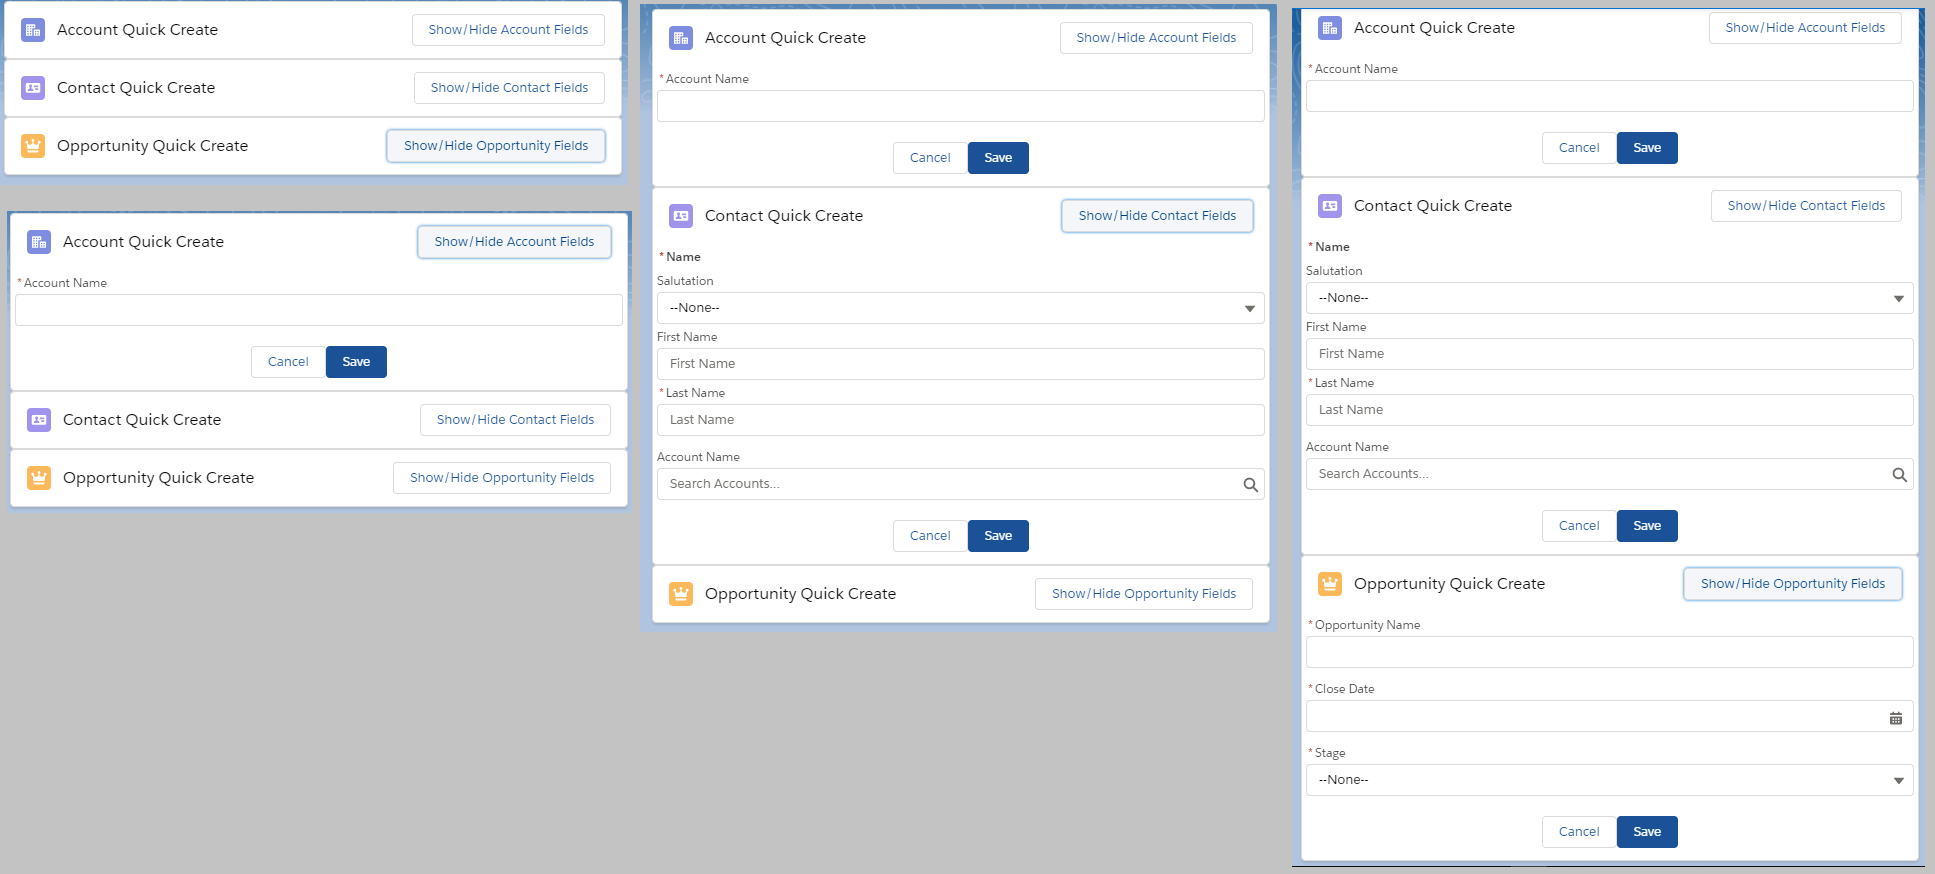 Account Quick Create Show/Hide Account Fields
Contact Quick Create Show/Hide Contact Fields
Opportunity Quick Create Show/Hide Opportunity Fields
Account Quick Create Show/Hide Account Fields
*Account Name
Cancel Save
Contact Quick Create Show/Hide Contact Fields
Opportunity Quick Create Show/Hide Opportunity Fields
Account Quick Create Show/Hide Account Fields
*Account Name
Cancel Save
Contact Quick Create Show/Hide Contact Fields
*Name
Salutation
--None--
First Name
First Name
*Last Name
Last Name
Account Name
Search Accounts...
Cancel Save
Opportunity Quick Create Show/Hide Opportunity Fields
Account Quick Create Show/Hide Account Fields
*Account Name
Cancel Save
Contact Quick Create Show/Hide Contact Fields
*Name
Salutation
--None--
First Name
First Name
*Last Name
Last Name
Account Name
Search Accounts...
Cancel Save
Opportunity Quick Create Show/Hide Opportunity Fields
*Opportunity Name
*Close Date
*Stage
--None--
Cancel Save